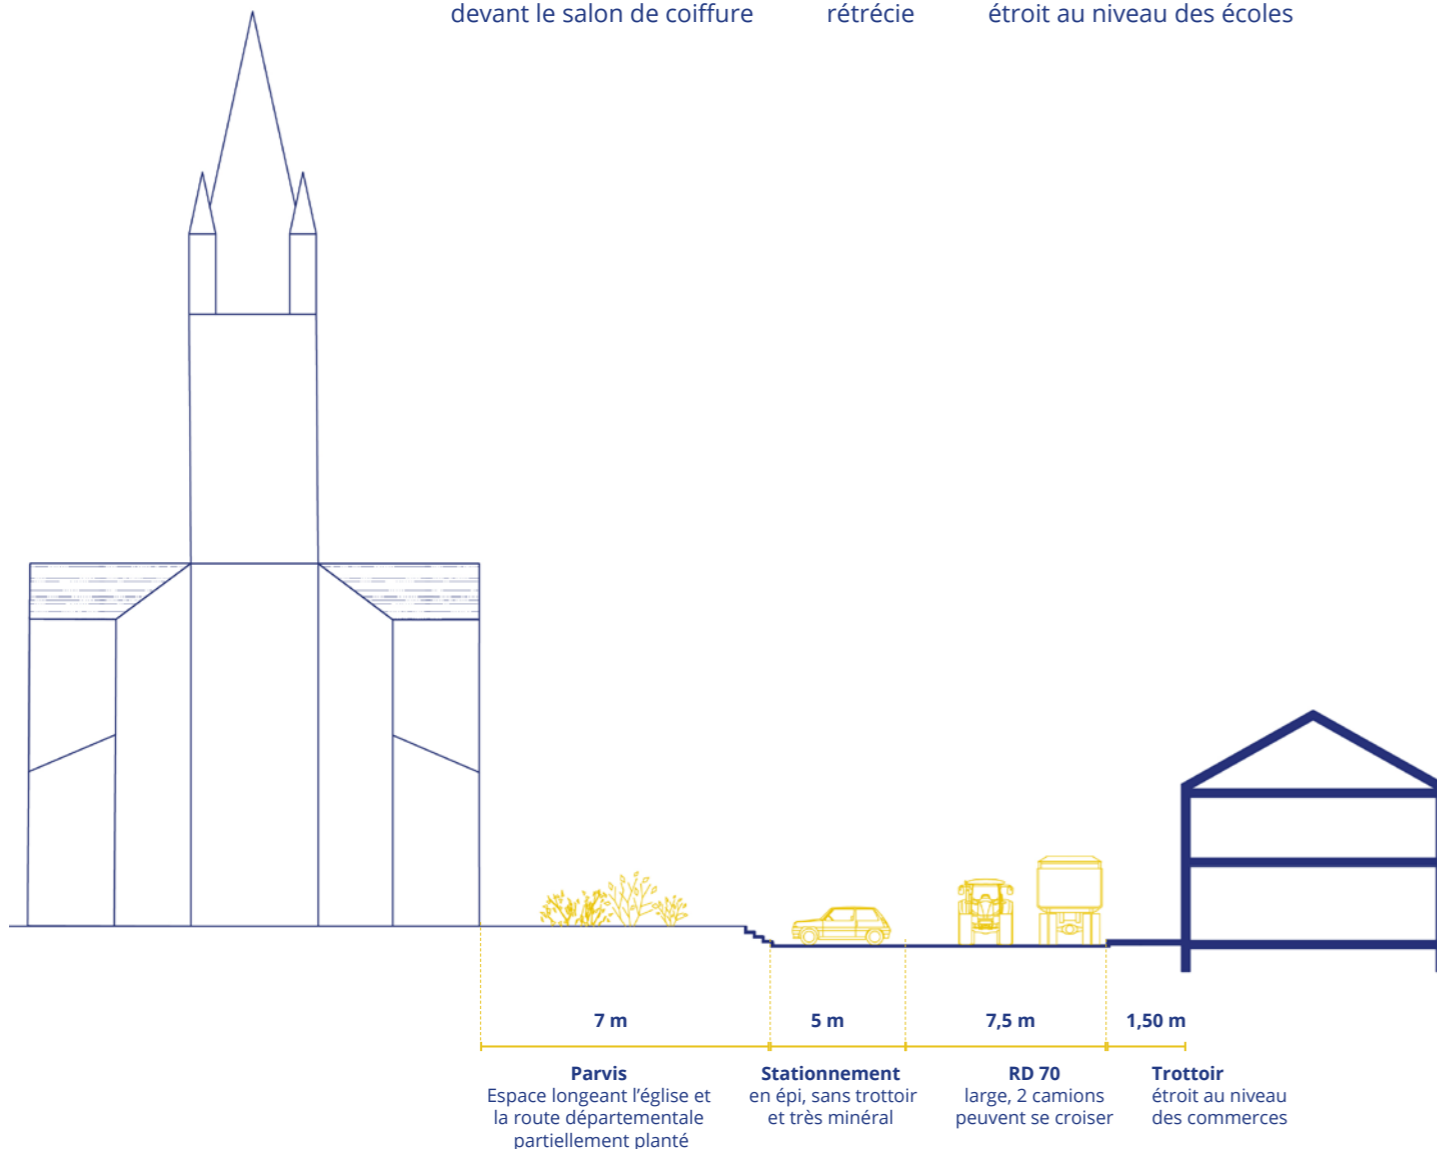 devant le salon de coiffure
rétrécie
étroit au niveau des écoles
7 m
5 m
7,5 m
1,50 m
Parvis
Espace longeant l'église et
la route départementale
partiellement planté
Stationnement
en épi, sans trottoir
et très minéral
RD 70
large, 2 camions
peuvent se croiser
Trottoir
étroit au niveau
des commerces